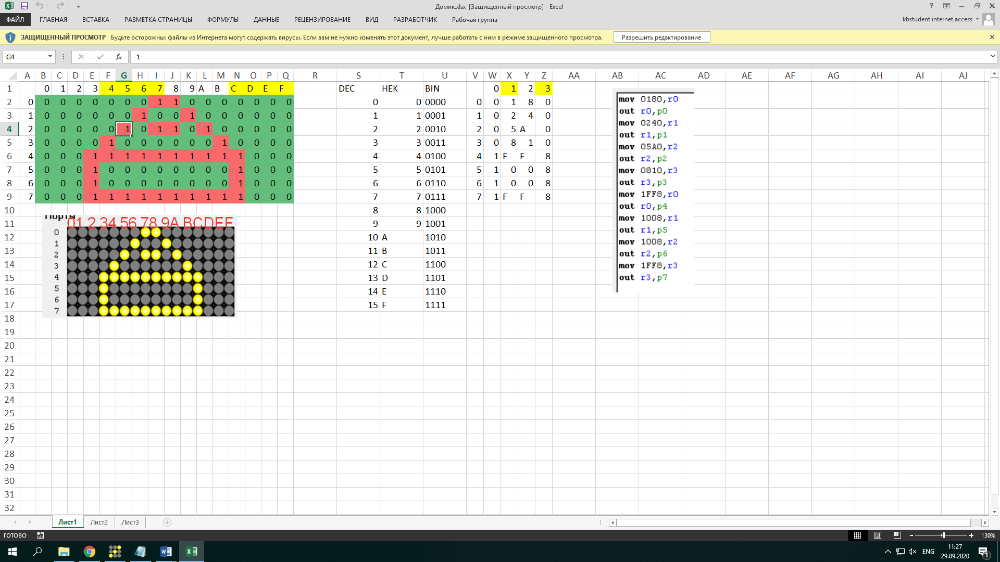 Домик.xlsx [Защищенный просмотр] - Excel
ФАЙЛ ГЛАВНАЯ ВСТАВКА РАЗМЕТКА СТРАНИЦЫ ФОРМУЛЫ ДАННЫЕ РЕЦЕНЗИРОВАНИЕ ВИД РАЗРАБОТЧИК Рабочая группа kbstudent internet access
ЗАЩИЩЕННЫЙ ПРОСМОТР Будьте осторожны: файлы из Интернета могут содержать вирусы. Если вам не нужно изменять этот документ, лучше работать с ним в режиме защищенного просмотра. Разрешить редактирование
G4 fx 1
A B C D E F G H I J K L M N O P Q R S T U V W X Y Z AA AB AC AD AE AF AG AH AI AJ
1 0 1 2 3 4 5 6 7 8 9 A B C D E F DEC HEK BIN 0 1 2 3
2 0 0 0 0 0 0 0 0 1 1 0 0 0 0 0 0 0 0 0 0000 0 0 1 8 0
3 1 0 0 0 0 0 0 1 0 0 1 0 0 0 0 0 0 1 1 0001 1 0 2 4 0
4 2 0 0 0 0 0 1 0 1 1 0 1 0 0 0 0 0 2 2 0010 2 0 5 A 0
5 3 0 0 0 0 1 0 0 0 0 0 0 1 0 0 0 0 3 3 0011 3 0 8 1 0
6 4 0 0 0 1 1 1 1 1 1 1 1 1 1 0 0 0 4 4 0100 4 1 F F 8
7 5 0 0 0 1 0 0 0 0 0 0 0 0 1 0 0 0 5 5 0101 5 1 0 0 8
8 6 0 0 0 1 0 0 0 0 0 0 0 0 1 0 0 0 6 6 0110 6 1 0 0 8
9 7 0 0 0 1 1 1 1 1 1 1 1 1 1 0 0 0 7 7 0111 7 1 F F 8
10 8 8 1000
11 9 9 1001
12 10 A 1010
13 11 B 1011
14 12 C 1100
15 13 D 1101
16 14 E 1110
17 15 F 1111
18
19
20
21
22
23
24
25
26
27
28
29
30
31
32
01 2 34 56 78 9A BCDEF
0
1
2
3
4
5
6
7
mov 0180,r0
out r0,p0
mov 0240,r1
out r1,p1
mov 05A0,r2
out r2,p2
mov 0810,r3
out r3,p3
mov 1FF8,r0
out r0,p4
mov 1008,r1
out r1,p5
mov 1008,r2
out r2,p6
mov 1FF8,r3
out r3,p7
Лист1 Лист2 Лист3
ГОТОВО 130%
ENG 11:27
29.09.2020 1